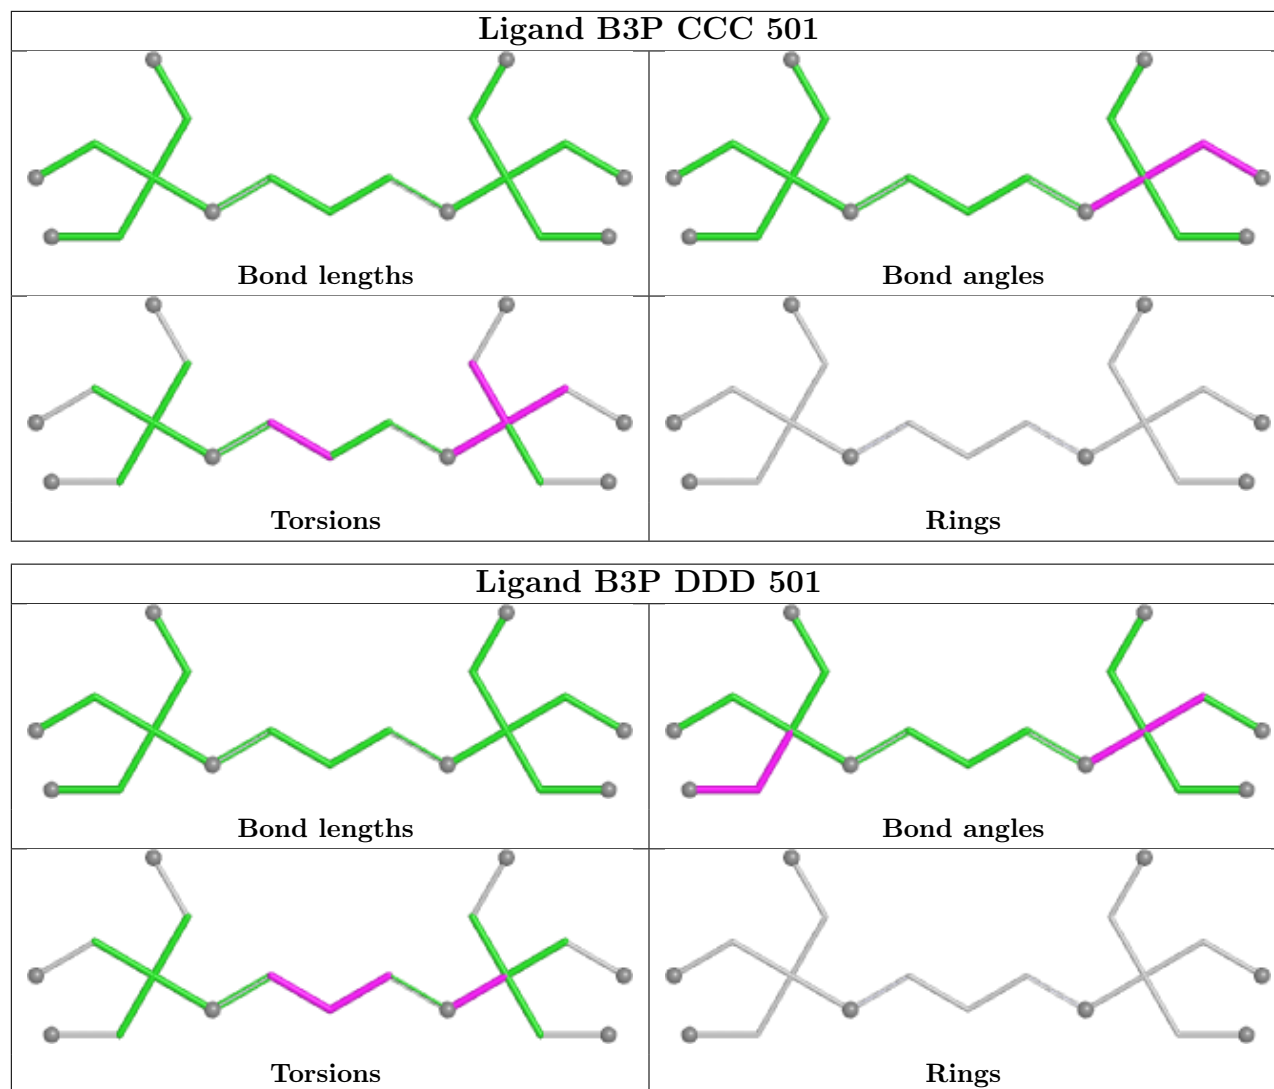 Ligand B3P CCC 501
Bond lengths
Bond angles
Torsions
Rings
Ligand B3P DDD 501
Bond lengths
Bond angles
Torsions
Rings